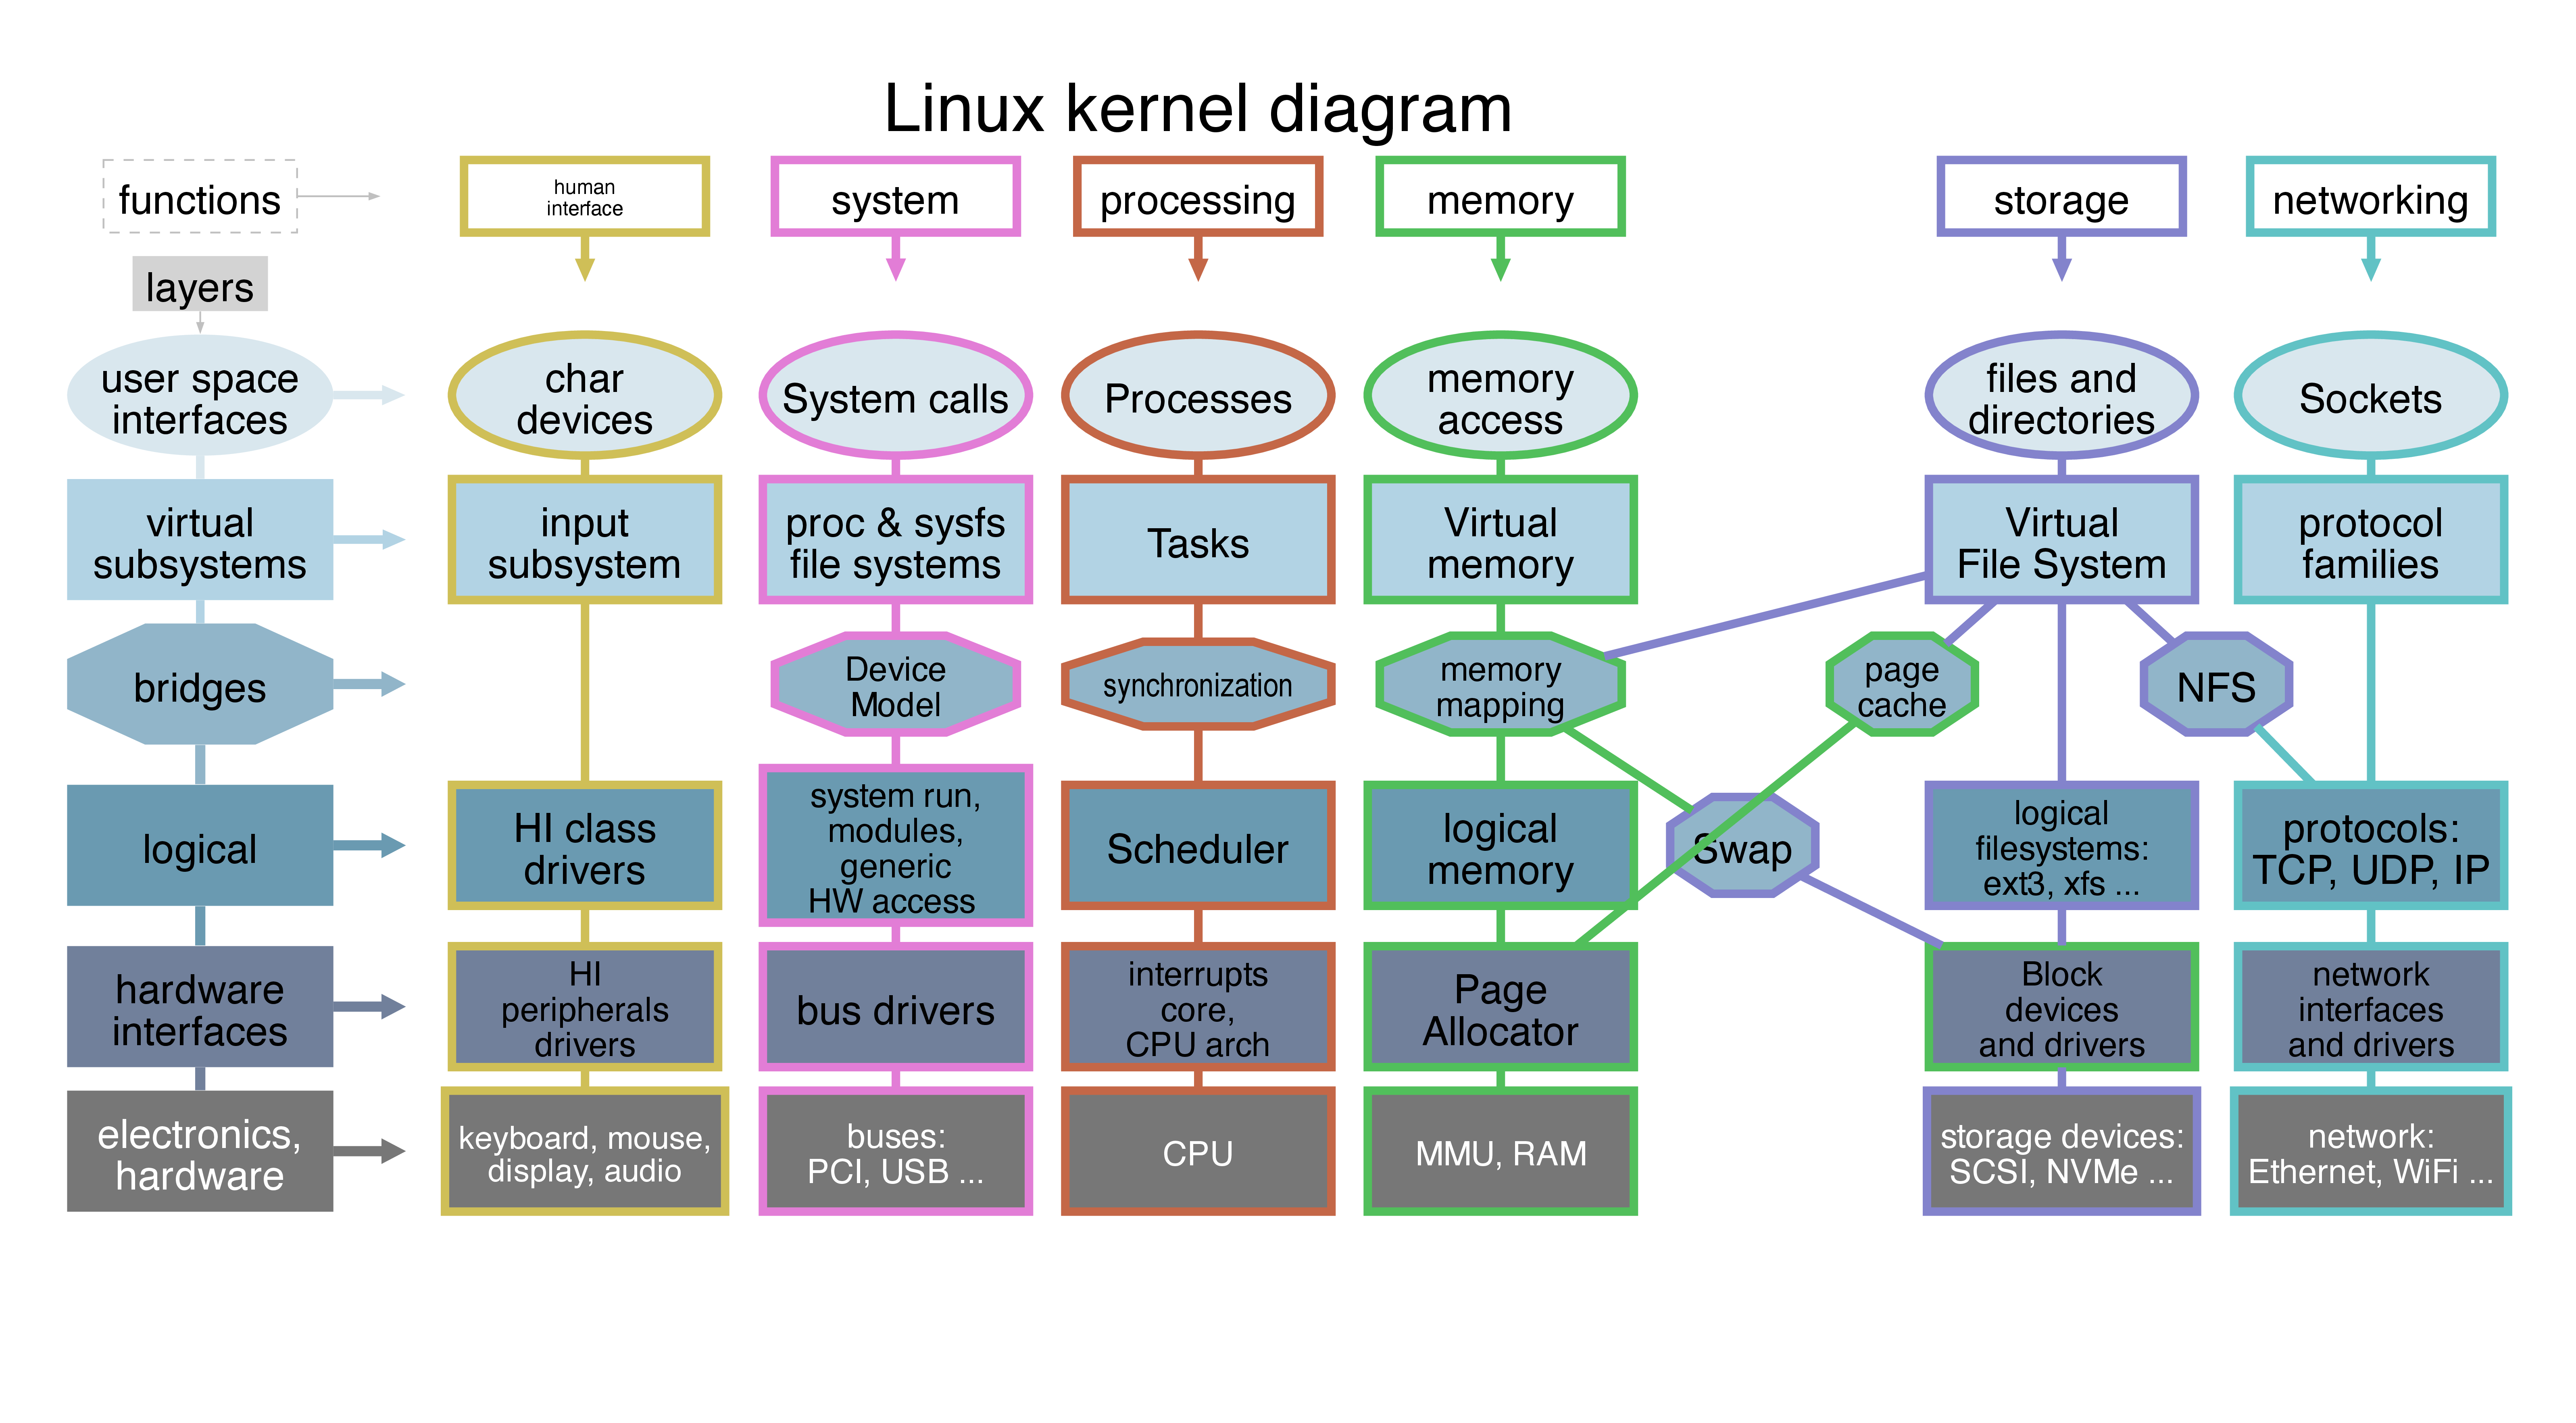 Linux kernel diagram
functions
human
interface
system
processing
memory
storage
networking
layers
user space
interfaces
char
devices
System calls
Processes
memory
access
files and
directories
Sockets
virtual
subsystems
input
subsystem
proc & sysfs
file systems
Tasks
Virtual
memory
Virtual
File System
protocol
families
bridges
Device
Model
synchronization
memory
mapping
page
cache
NFS
logical
HI class
drivers
system run,
modules,
generic
HW access
Scheduler
logical
memory
Swap
logical
filesystems:
ext3, xfs ...
protocols:
TCP, UDP, IP
hardware
interfaces
HI
peripherals
drivers
bus drivers
interrupts
core,
CPU arch
Page
Allocator
Block
devices
and drivers
network
interfaces
and drivers
electronics,
hardware
keyboard, mouse,
display, audio
buses:
PCI, USB ...
CPU
MMU, RAM
storage devices:
SCSI, NVMe ...
network:
Ethernet, WiFi ...